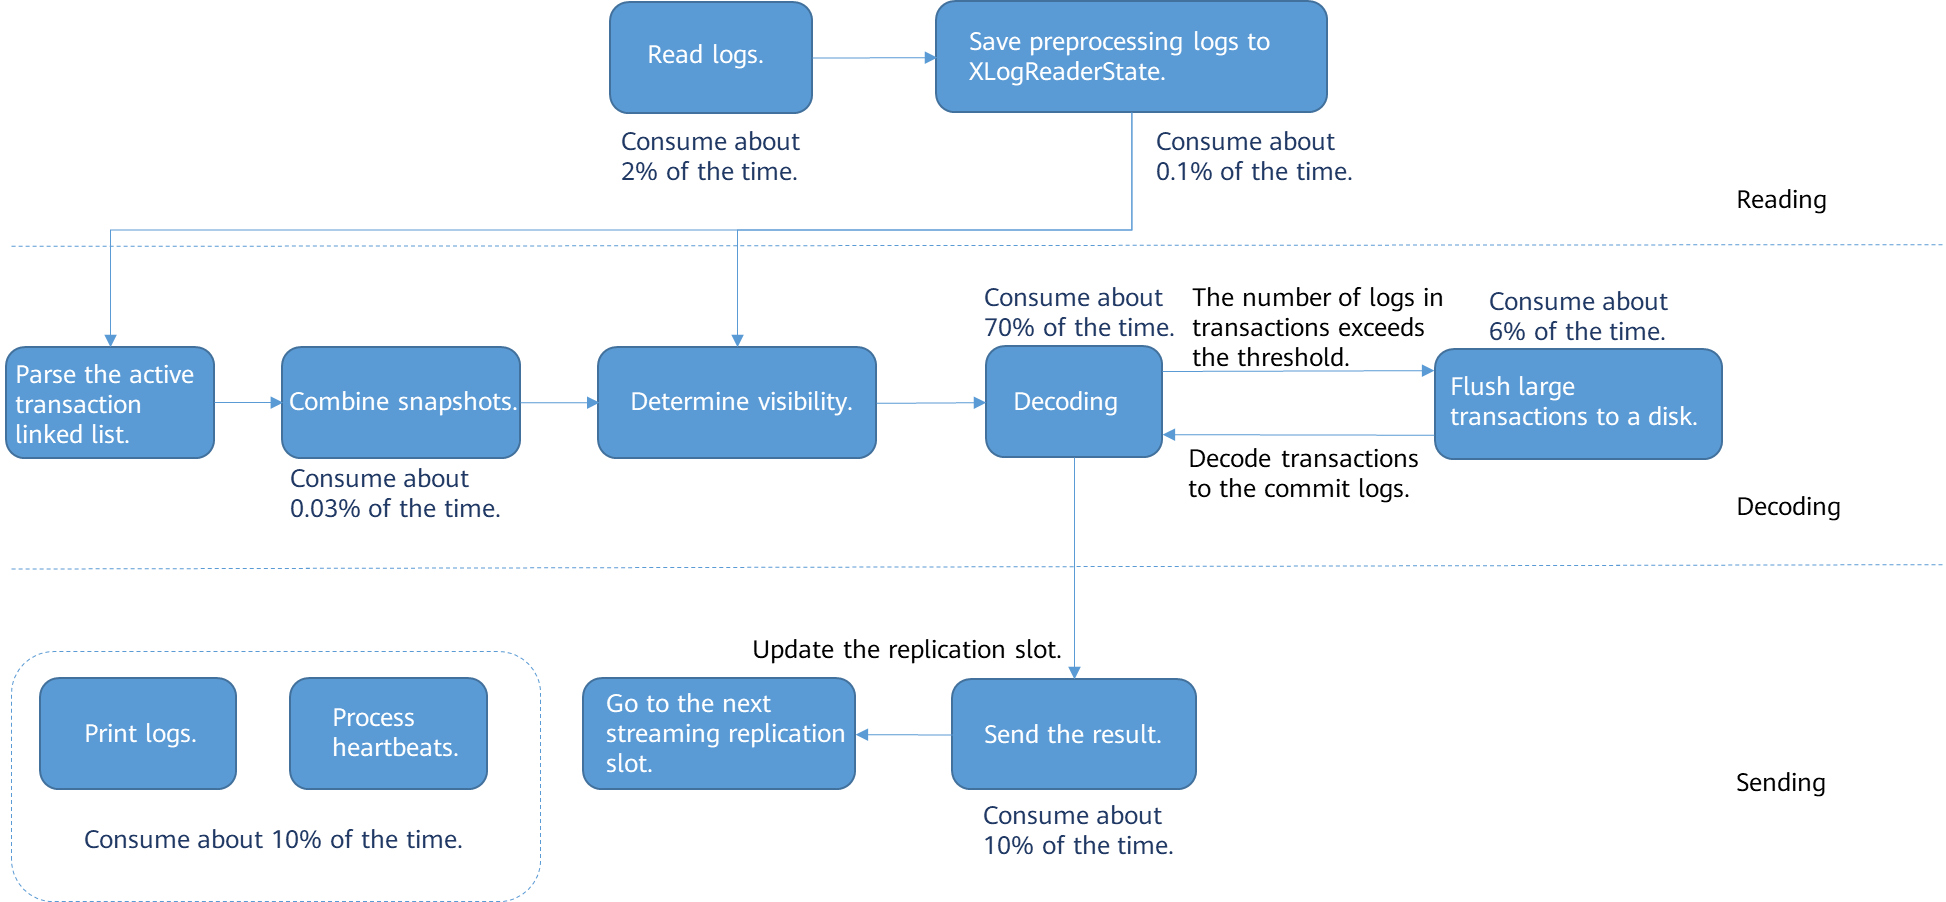 Read logs.
Save preprocessing logs to
XLogReaderState.
Consume about
2% of the time.
Consume about
0.1% of the time.
Reading
Consume about
70% of the time.
The number of logs in
transactions exceeds
the threshold.
Consume about
6% of the time.
Parse the active
transaction
linked list.
Combine snapshots.
Determine visibility.
Decoding
Flush large
transactions to a disk.
Consume about
0.03% of the time.
Decode transactions
to the commit logs.
Decoding
Update the replication slot.
Print logs.
Process
heartbeats.
Go to the next
streaming replication
slot.
Send the result.
Sending
Consume about 10% of the time.
Consume about
10% of the time.